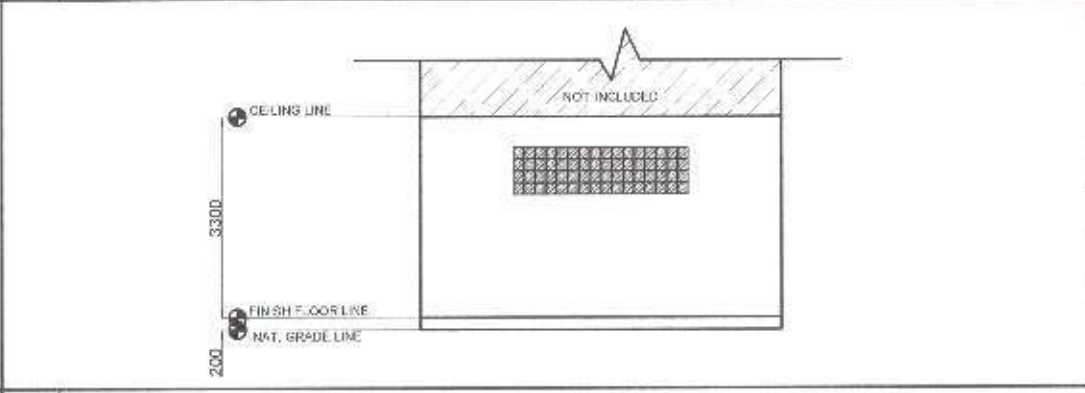 NOT INCLUDED
CEILING LINE
3300
FINISH FLOOR LINE
NAT. GRADE LINE
200